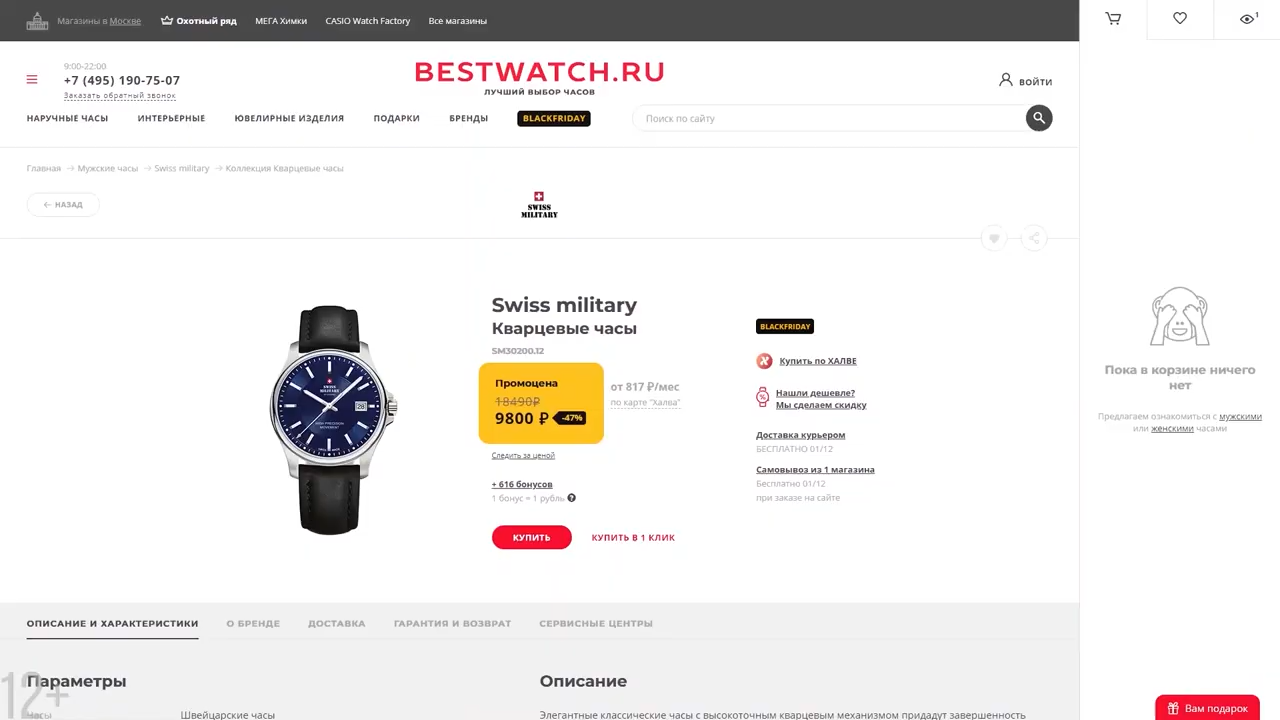 Магазины в Москве
Охотный ряд
МЕГА Химки
CASIO Watch Factory
Все магазины
1
9:00-22:00
+7 (495) 190-75-07
Заказать обратный звонок
BESTWATCH.RU
ЛУЧШИЙ ВЫБОР ЧАСОВ
ВОЙТИ
НАРУЧНЫЕ ЧАСЫ
ИНТЕРЬЕРНЫЕ
ЮВЕЛИРНЫЕ ИЗДЕЛИЯ
ПОДАРКИ
БРЕНДЫ
BLACKFRIDAY
Поиск по сайту
Главная → Мужские часы → Swiss military → Коллекция Кварцевые часы
← НАЗАД
SWISS
MILITARY
Swiss military
Кварцевые часы
SM30200.12
Промоцена
18490₽
9800 ₽ -47%
от 817 ₽/мес
по карте "Халва"
Следить за ценой
+ 616 бонусов
1 бонус = 1 рубль ?
КУПИТЬ
КУПИТЬ В 1 КЛИК
BLACKFRIDAY
Купить по ХАЛВЕ
Нашли дешевле?
Мы сделаем скидку
Доставка курьером
БЕСПЛАТНО 01/12
Самовывоз из 1 магазина
Бесплатно 01/12
при заказе на сайте
Пока в корзине ничего
нет
Предлагаем ознакомиться с мужскими
или женскими часами
ОПИСАНИЕ И ХАРАКТЕРИСТИКИ
О БРЕНДЕ
ДОСТАВКА
ГАРАНТИЯ И ВОЗВРАТ
СЕРВИСНЫЕ ЦЕНТРЫ
Параметры
Часы
Швейцарские часы
Описание
Элегантные классические часы с высокоточным кварцевым механизмом придадут завершенность
12+
Вам подарок